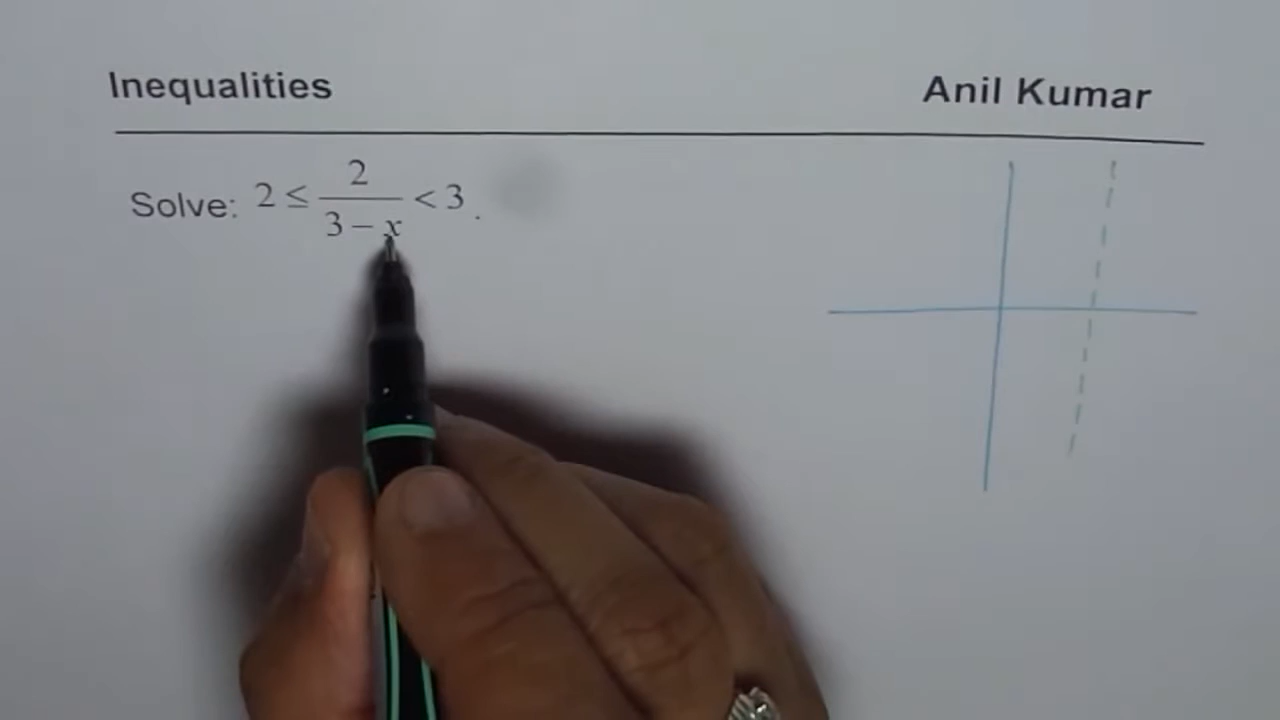 Inequalities Anil Kumar
Solve: 2 ≤ 2/(3 − x) < 3.